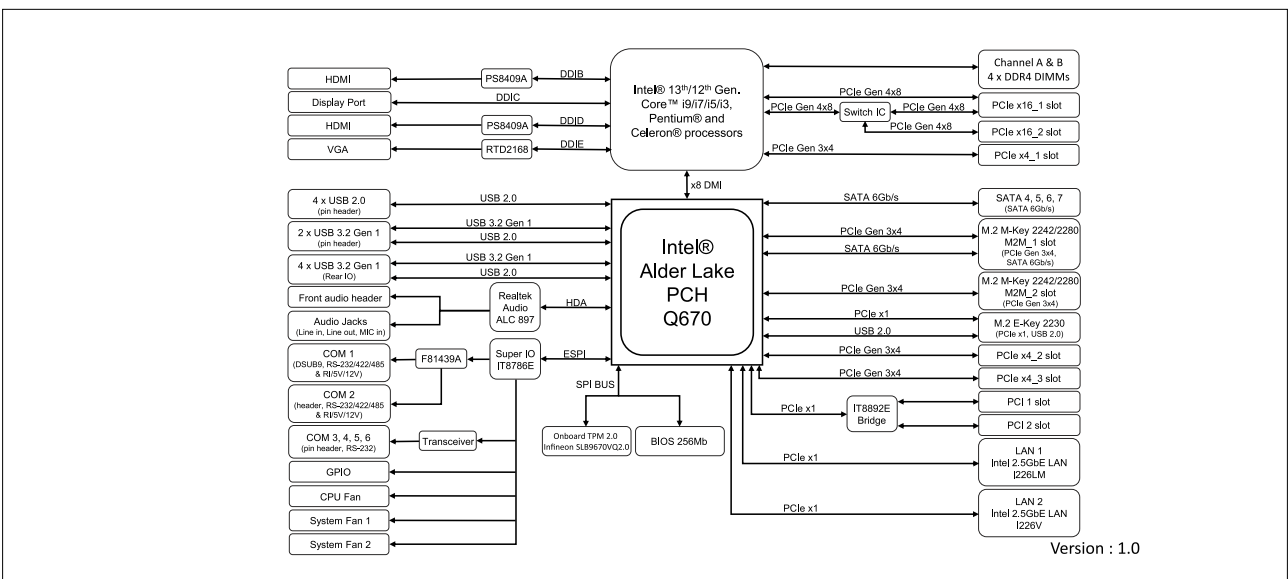 HDMI
PS8409A
DDIB
Display Port
DDIC
HDMI
PS8409A
DDID
VGA
RTD2168
DDIE
Intel® 13th/12th Gen.
Core™ i9/i7/i5/i3,
Pentium® and
Celeron® processors
Channel A & B
4 x DDR4 DIMMs
PCIe Gen 4x8
PCIe x16_1 slot
PCIe Gen 4x8
Switch IC
PCIe Gen 4x8
PCIe Gen 4x8
PCIe x16_2 slot
PCIe Gen 3x4
PCIe x4_1 slot
x8 DMI
4 x USB 2.0
(pin header)
USB 2.0
2 x USB 3.2 Gen 1
(pin header)
USB 3.2 Gen 1
USB 2.0
4 x USB 3.2 Gen 1
(Rear IO)
USB 3.2 Gen 1
USB 2.0
Front audio header
Audio Jacks
(Line in, Line out, MIC in)
Realtek
Audio
ALC 897
HDA
COM 1
(DSUB9, RS-232/422/485
& RI/5V/12V)
F81439A
Super IO
IT8786E
ESPI
COM 2
(header, RS-232/422/485
& RI/5V/12V)
COM 3, 4, 5, 6
(pin header, RS-232)
Transceiver
GPIO
CPU Fan
System Fan 1
System Fan 2
Intel®
Alder Lake
PCH
Q670
SPI BUS
Onboard TPM 2.0
Infineon SLB9670VQ2.0
BIOS 256Mb
SATA 6Gb/s
SATA 4, 5, 6, 7
(SATA 6Gb/s)
PCIe Gen 3x4
SATA 6Gb/s
M.2 M-Key 2242/2280
M2M_1 slot
(PCIe Gen 3x4,
SATA 6Gb/s)
PCIe Gen 3x4
M.2 M-Key 2242/2280
M2M_2 slot
(PCIe Gen 3x4)
PCIe x1
USB 2.0
M.2 E-Key 2230
(PCIe x1, USB 2.0)
PCIe Gen 3x4
PCIe x4_2 slot
PCIe Gen 3x4
PCIe x4_3 slot
PCIe x1
IT8892E
Bridge
PCI 1 slot
PCI 2 slot
PCIe x1
LAN 1
Intel 2.5GbE LAN
I226LM
PCIe x1
LAN 2
Intel 2.5GbE LAN
I226V
Version : 1.0